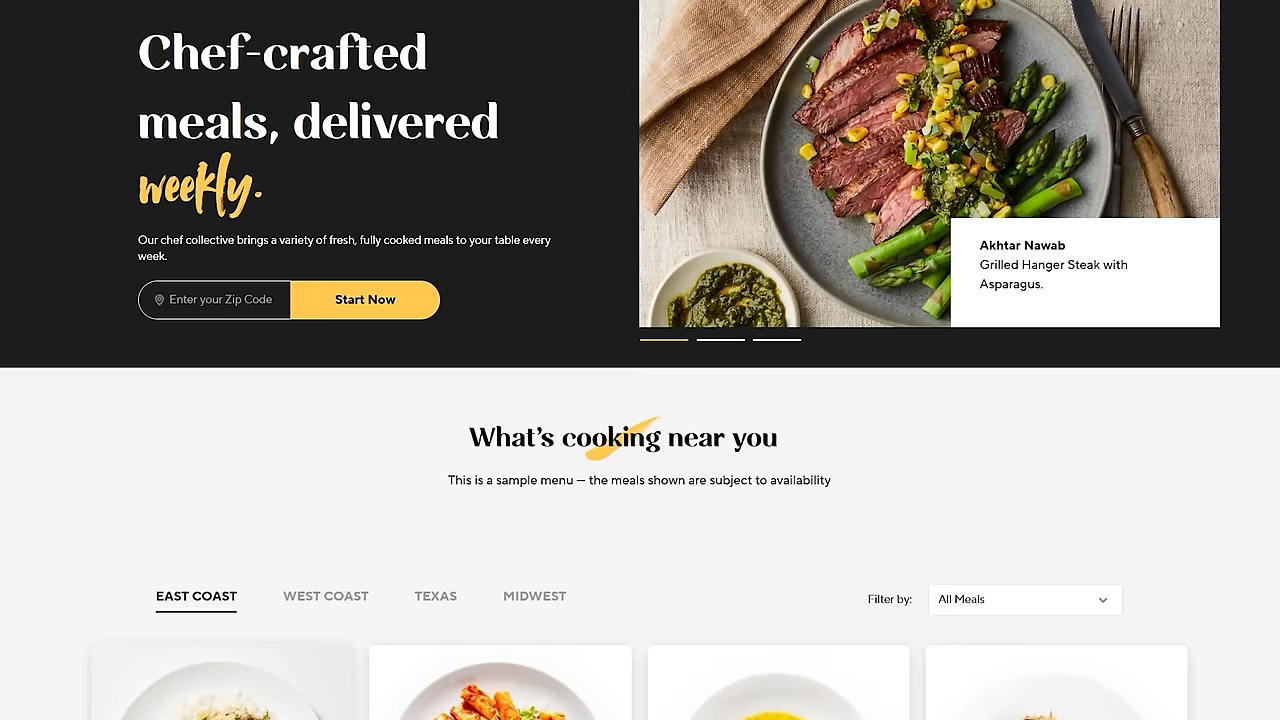 Chef-crafted
meals, delivered
weekly.
Our chef collective brings a variety of fresh, fully cooked meals to your table every
week.
Enter your Zip Code
Start Now
Akhtar Nawab
Grilled Hanger Steak with
Asparagus.
What's cooking near you
This is a sample menu — the meals shown are subject to availability
EAST COAST WEST COAST TEXAS MIDWEST
Filter by: All Meals